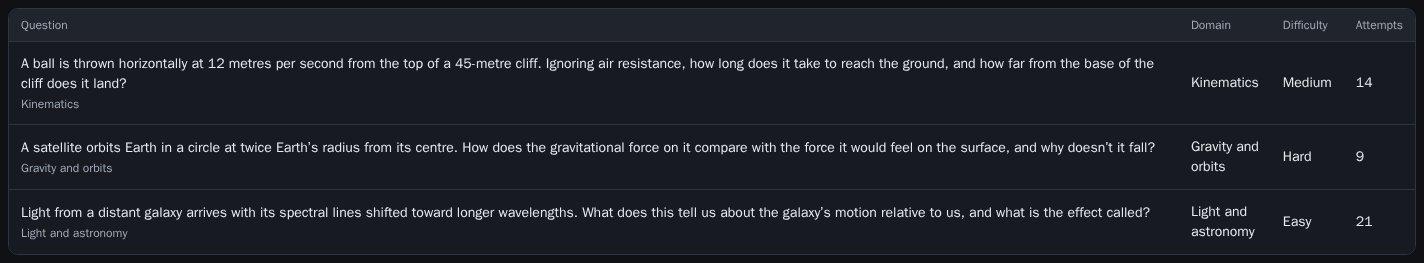 Question Domain Difficulty Attempts
A ball is thrown horizontally at 12 metres per second from the top of a 45-metre cliff. Ignoring air resistance, how long does it take to reach the ground, and how far from the base of the
cliff does it land?
Kinematics
Kinematics Medium 14
A satellite orbits Earth in a circle at twice Earth's radius from its centre. How does the gravitational force on it compare with the force it would feel on the surface, and why doesn't it fall?
Gravity and orbits
Gravity and
orbits
Hard 9
Light from a distant galaxy arrives with its spectral lines shifted toward longer wavelengths. What does this tell us about the galaxy's motion relative to us, and what is the effect called?
Light and astronomy
Light and
astronomy
Easy 21